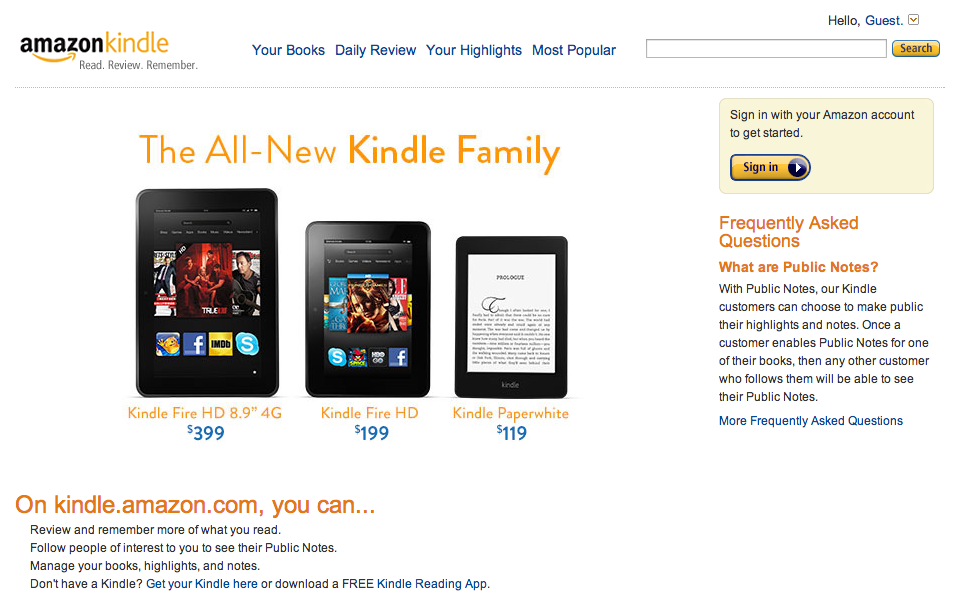 Hello, Guest.
amazonkindle
Read. Review. Remember.
Your Books Daily Review Your Highlights Most Popular
Search
Sign in with your Amazon account
to get started.
Sign in
The All-New Kindle Family
TRUE
IMDb
HBO
GO
PROLOGUE
kindle
Kindle Fire HD 8.9" 4G
$399
Kindle Fire HD
$199
Kindle Paperwhite
$119
Frequently Asked
Questions
What are Public Notes?
With Public Notes, our Kindle
customers can choose to make public
their highlights and notes. Once a
customer enables Public Notes for one
of their books, then any other customer
who follows them will be able to see
their Public Notes.
More Frequently Asked Questions
On kindle.amazon.com, you can...
Review and remember more of what you read.
Follow people of interest to you to see their Public Notes.
Manage your books, highlights, and notes.
Don't have a Kindle? Get your Kindle here or download a FREE Kindle Reading App.